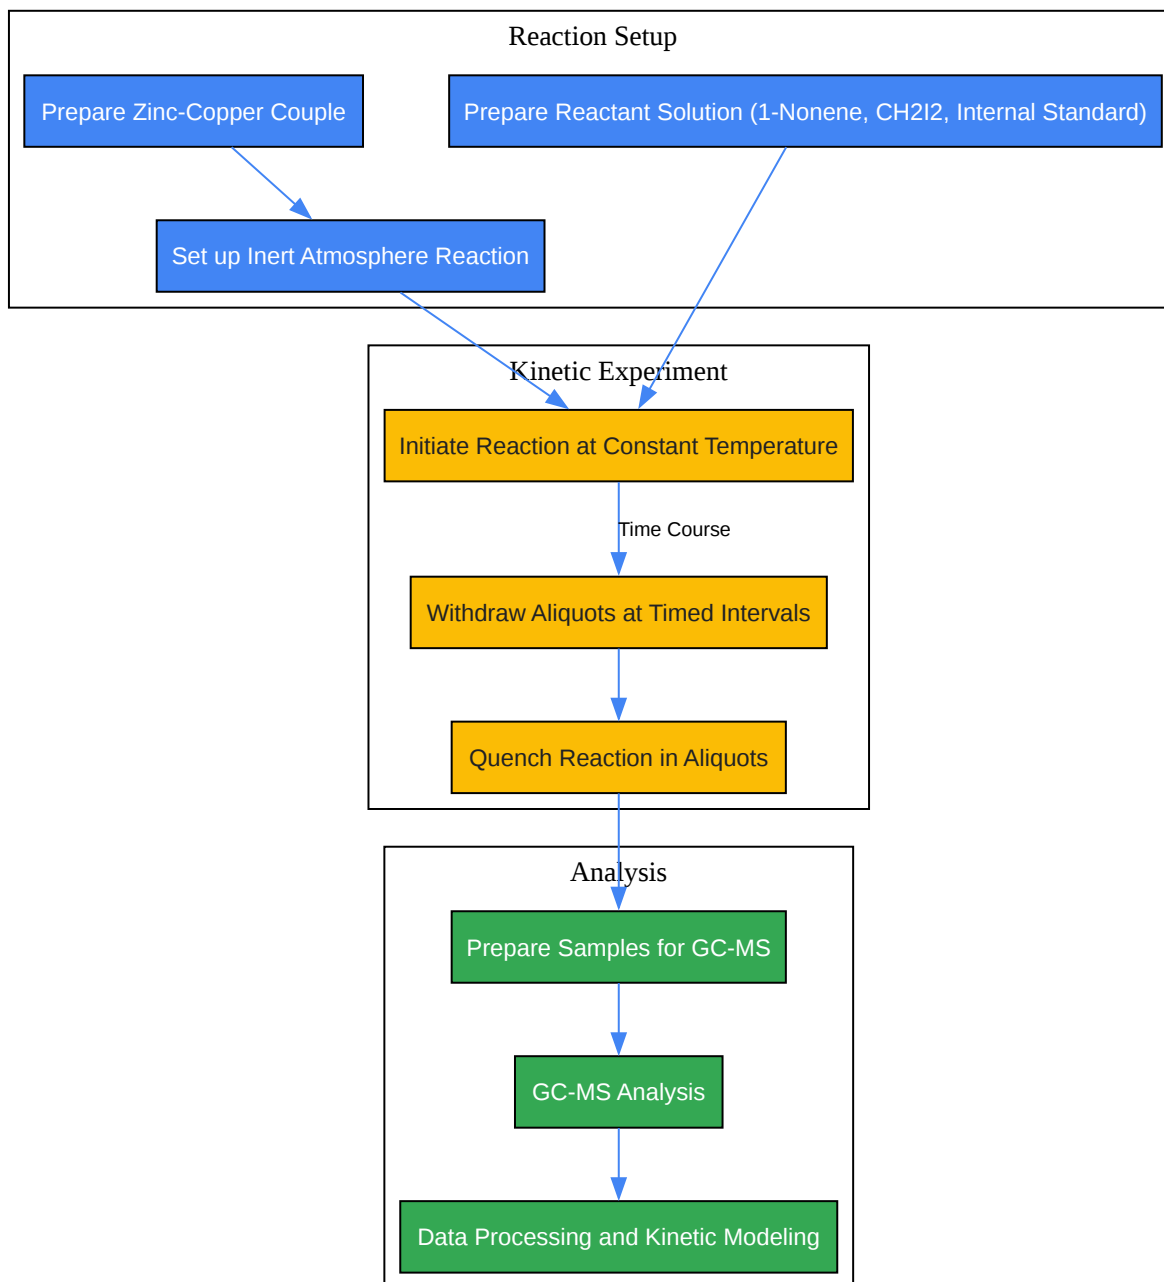 Reaction Setup
Prepare Zinc-Copper Couple
Prepare Reactant Solution (1-Nonene, CH2I2, Internal Standard)
Set up Inert Atmosphere Reaction
Kinetic Experiment
Initiate Reaction at Constant Temperature
Time Course
Withdraw Aliquots at Timed Intervals
Quench Reaction in Aliquots
Analysis
Prepare Samples for GC-MS
GC-MS Analysis
Data Processing and Kinetic Modeling